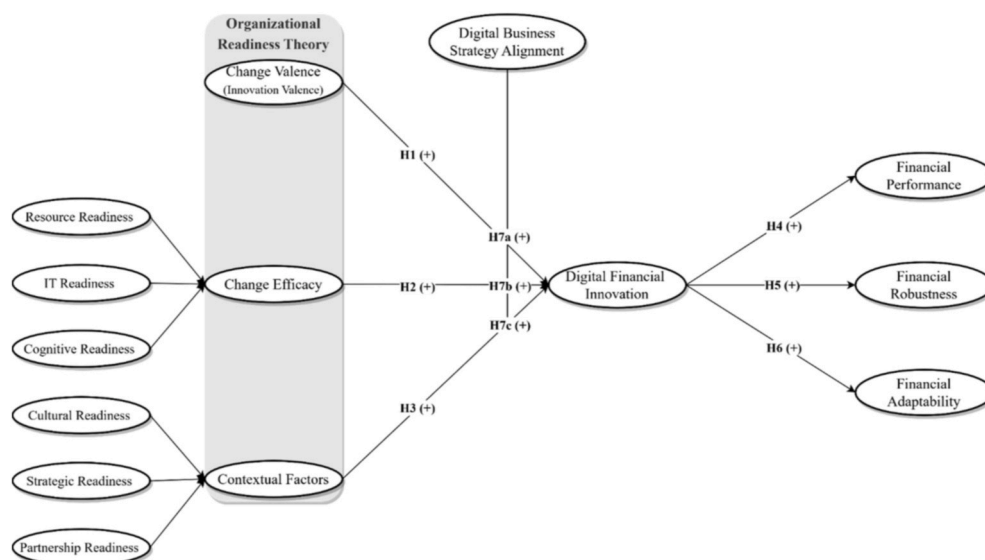 Organizational
Readiness Theory
Change Valence
(Innovation Valence)
Digital Business
Strategy Alignment
H1 (+)
Financial
Performance
Resource Readiness
H4 (+)
H7a (+)
IT Readiness
Change Efficacy
H2 (+)
H7b (+)
Digital Financial
Innovation
H5 (+)
Financial
Robustness
H7c (+)
Cognitive Readiness
H6 (+)
Financial
Adaptability
Cultural Readiness
H3 (+)
Strategic Readiness
Contextual Factors
Partnership Readiness